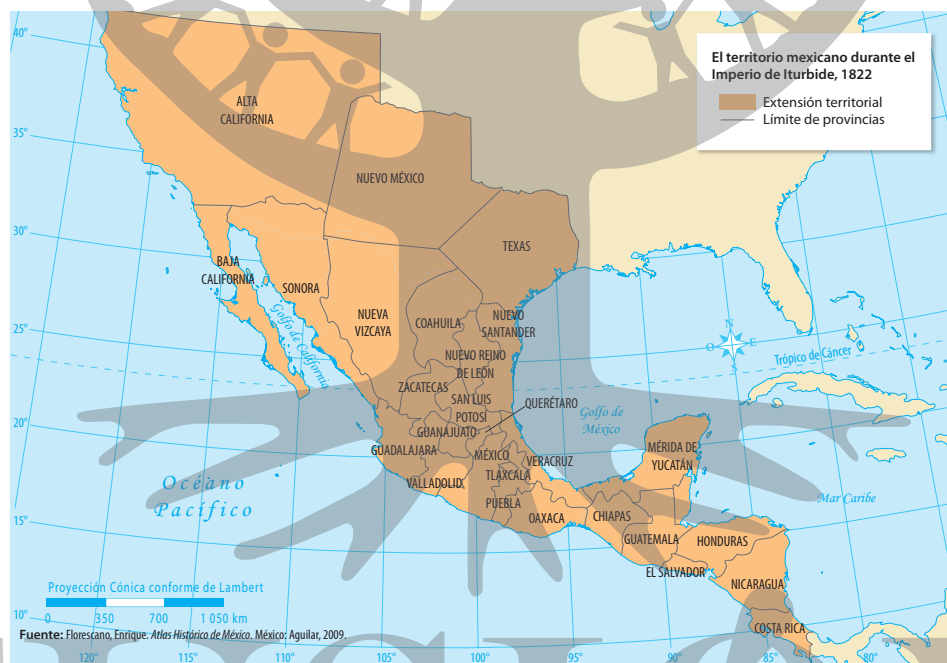 El territorio mexicano durante el
Imperio de Iturbide, 1822
Extensión territorial
Límite de provincias
40°
35°
30°
25°
20°
15°
10°
ALTA
CALIFORNIA
NUEVO MÉXICO
TEXAS
BAJA
CALIFORNIA
SONORA
Golfo de California
NUEVA
VIZCAYA
COAHUILA
NUEVO
SANTANDER
NUEVO REINO
DE LEÓN
ZACATECAS
SAN LUIS
POTOSÍ
QUERÉTARO
GUANAJUATO
GUADALAJARA
MÉXICO
VERACRUZ
TLAXCALA
VALLADOLID
PUEBLA
OAXACA
CHIAPAS
MÉRIDA DE
YUCATÁN
GUATEMALA
HONDURAS
EL SALVADOR
NICARAGUA
COSTA RICA
N
O
E
S
Trópico de Cáncer
Golfo de
México
Mar Caribe
Océano
Pacífico
Proyección Cónica conforme de Lambert
0 350 700 1 050 km
Fuente: Florescano, Enrique. Atlas Histórico de México. México: Aguilar, 2009.
120° 115° 110° 105° 100° 95° 90° 85° 80°